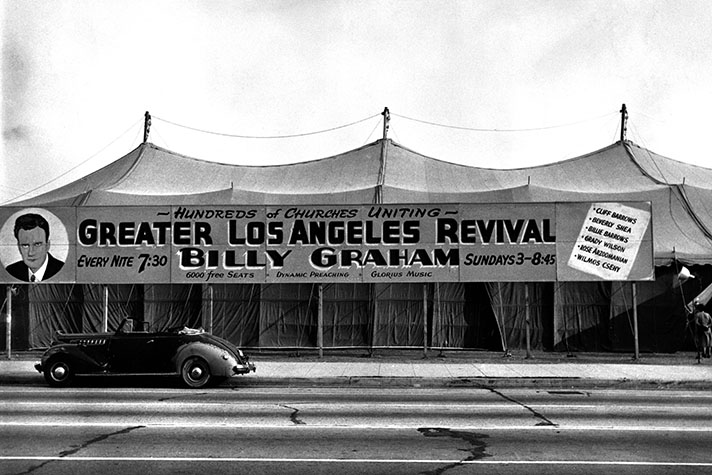 ~ HUNDREDS of CHURCHES UNITING ~
GREATER LOS ANGELES REVIVAL
EVERY NITE 7:30 BILLY GRAHAM SUNDAYS 3-8:45
6000 free SEATS DYNAMIC PREACHING GLORIUS MUSIC
• CLIFF BARROWS
• BEVERLY SHEA
• BILLIE BARROWS
• GRADY WILSON
• ROSE ARZOOMANIAN
• WILMOS CSEHY